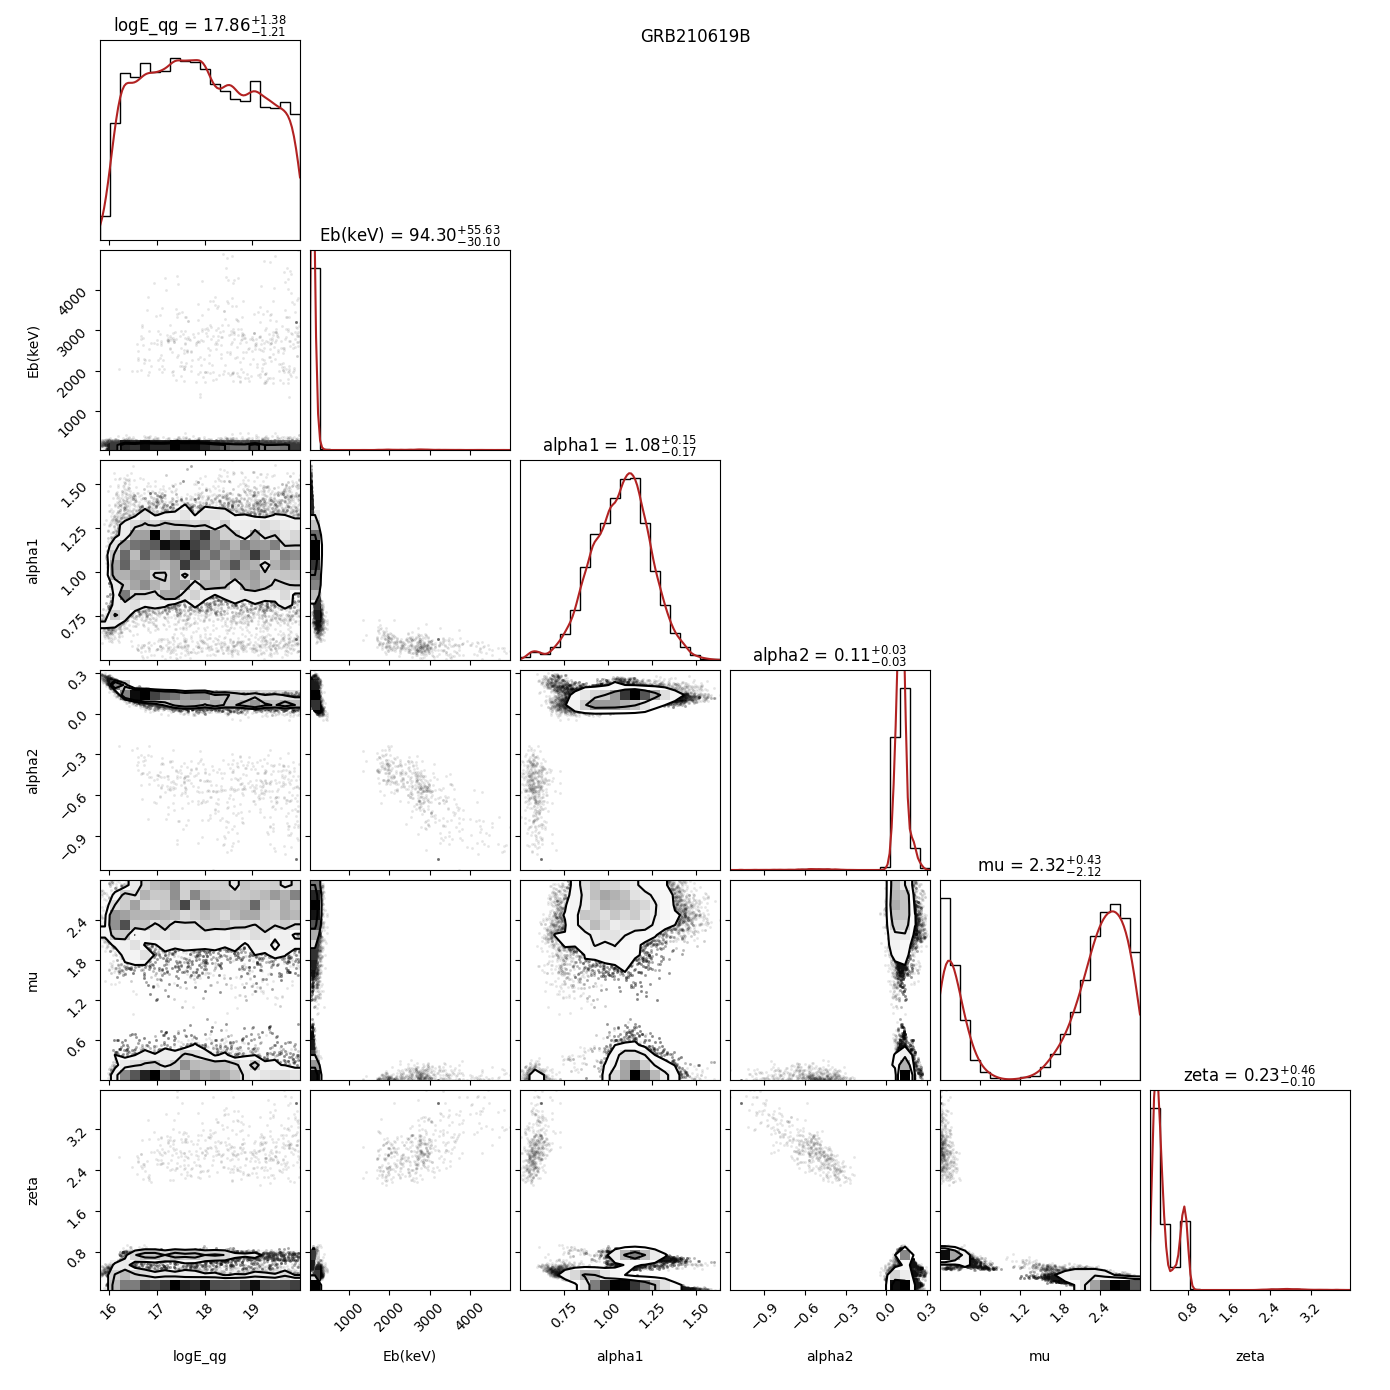 GRB210619B
logE_qg = 17.86+1.38−1.21
Eb(keV) = 94.30+55.63−30.10
4000
3000
2000
1000
Eb(keV)
alpha1 = 1.08+0.15−0.17
1.50
1.25
1.00
0.75
alpha1
alpha2 = 0.11+0.03−0.03
0.3
0.0
−0.3
−0.6
−0.9
alpha2
mu = 2.32+0.43−2.12
2.4
1.8
1.2
0.6
mu
zeta = 0.23+0.46−0.10
3.2
2.4
1.6
0.8
zeta
16 17 18 19
1000 2000 3000 4000
0.75 1.00 1.25 1.50
−0.9 −0.6 −0.3 0.0 0.3
0.6 1.2 1.8 2.4
0.8 1.6 2.4 3.2
logE_qg Eb(keV) alpha1 alpha2 mu zeta